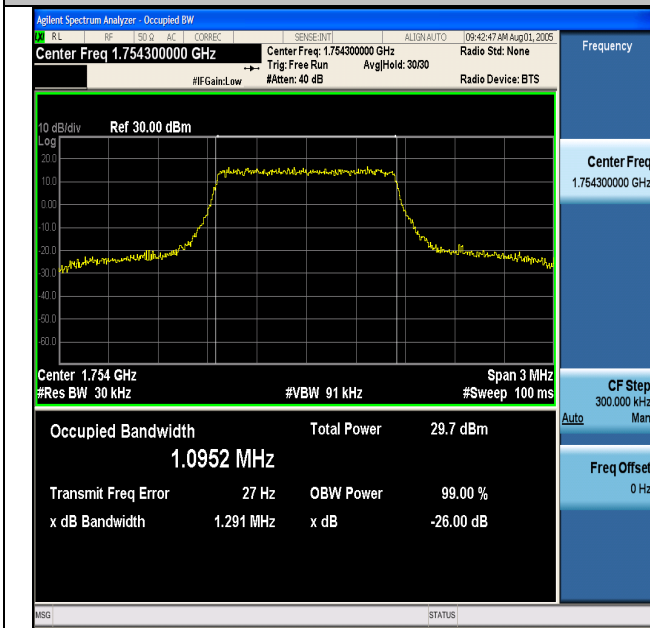 Agilent Spectrum Analyzer - Occupied BW
RL RF 50 Ω AC CORREC SENSE:INT ALIGN AUTO 09:42:47 AM Aug 01, 2005
Center Freq 1.754300000 GHz
Center Freq: 1.754300000 GHz
Radio Std: None
Trig: Free Run Avg|Hold: 30/30
#IFGain:Low #Atten: 40 dB Radio Device: BTS
Frequency
10 dB/div Ref 30.00 dBm
Log
20.0
10.0
0.00
-10.0
-20.0
-30.0
-40.0
-50.0
-60.0
Center Freq
1.754300000 GHz
Center 1.754 GHz Span 3 MHz
#Res BW 30 kHz #VBW 91 kHz #Sweep 100 ms
CF Step
300.000 kHz
Auto Man
Occupied Bandwidth Total Power 29.7 dBm
1.0952 MHz
Transmit Freq Error 27 Hz OBW Power 99.00 %
x dB Bandwidth 1.291 MHz x dB -26.00 dB
Freq Offset
0 Hz
MSG STATUS